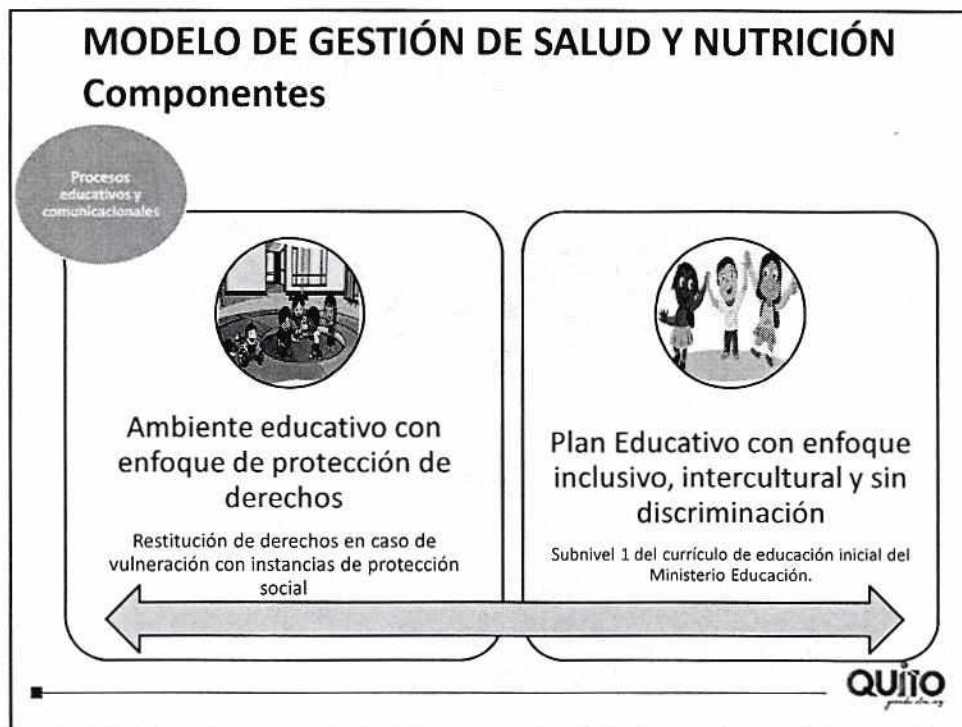 MODELO DE GESTIÓN DE SALUD Y NUTRICIÓN
Componentes
Procesos
educativos y
comunicacionales
Ambiente educativo con
enfoque de protección de
derechos
Restitución de derechos en caso de
vulneración con instancias de protección
social
Plan Educativo con enfoque
inclusivo, intercultural y sin
discriminación
Subnivel 1 del currículo de educación inicial del
Ministerio Educación.
QUITO